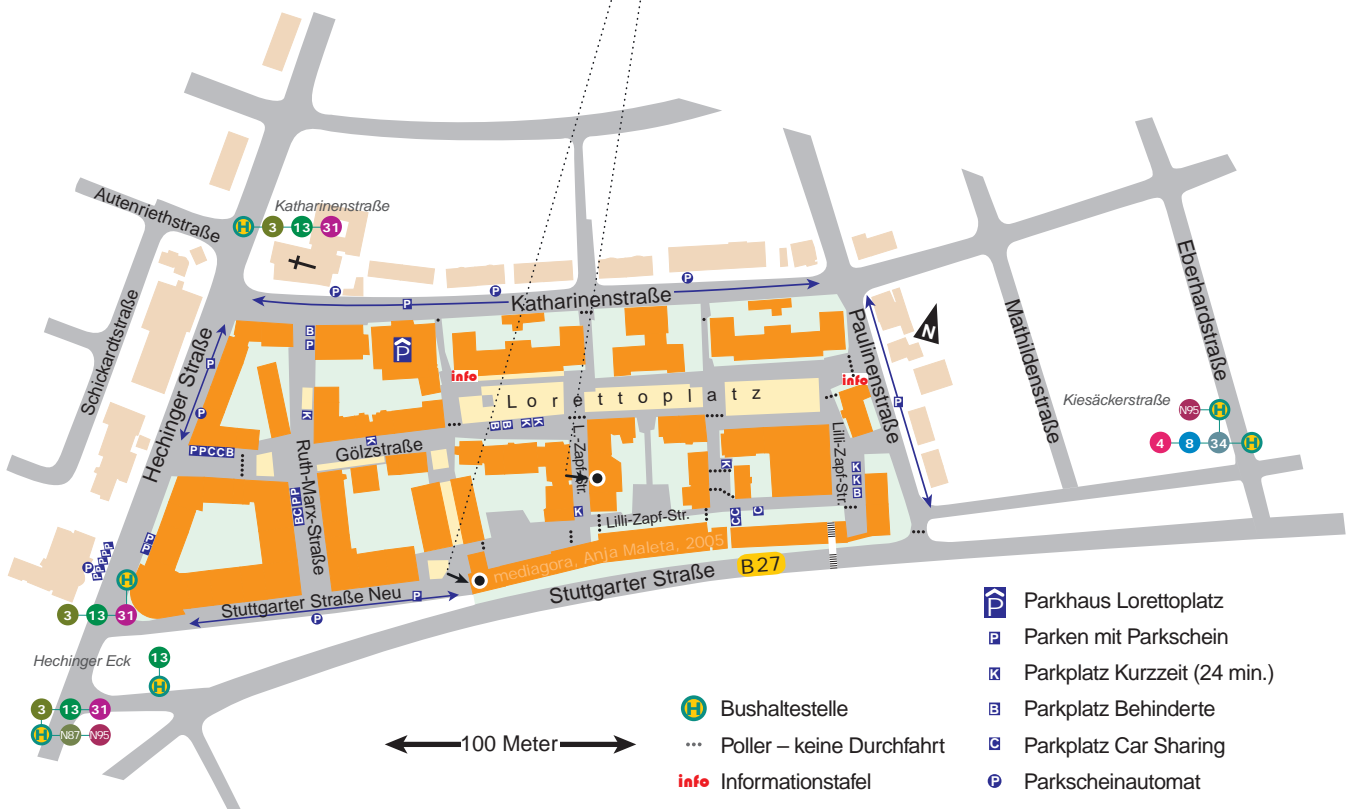 Autenriethstraße
Katharinenstraße
H 3 13 31
Schickardtstraße
Hechinger Straße
P
P
P
P
Katharinenstraße
P
P
P
B
P
P
info
Lorettoplatz
info
Paulinenstraße
P
N
Mathildenstraße
Eberhardstraße
Kiesäckerstraße
N95 H
4 8 34 H
K
K
Gölzstraße
B B K K
L.-Zapf-Str.
K
Lilli-Zapf-Str.
K
K
B
PPCCB
Ruth-Marx-Straße
B C P P
K
Lilli-Zapf-Str.
C C
C
mediagora, Anja Maleta, 2005
Stuttgarter Straße
B 27
P
P
P
P P P P P
H
3 13 31
Stuttgarter Straße Neu
P
P
Hechinger Eck
13
H
3 13 31
H N87 N95
100 Meter
H Bushaltestelle
Poller – keine Durchfahrt
info Informationstafel
P Parkhaus Lorettoplatz
P Parken mit Parkschein
K Parkplatz Kurzzeit (24 min.)
B Parkplatz Behinderte
C Parkplatz Car Sharing
P Parkscheinautomat